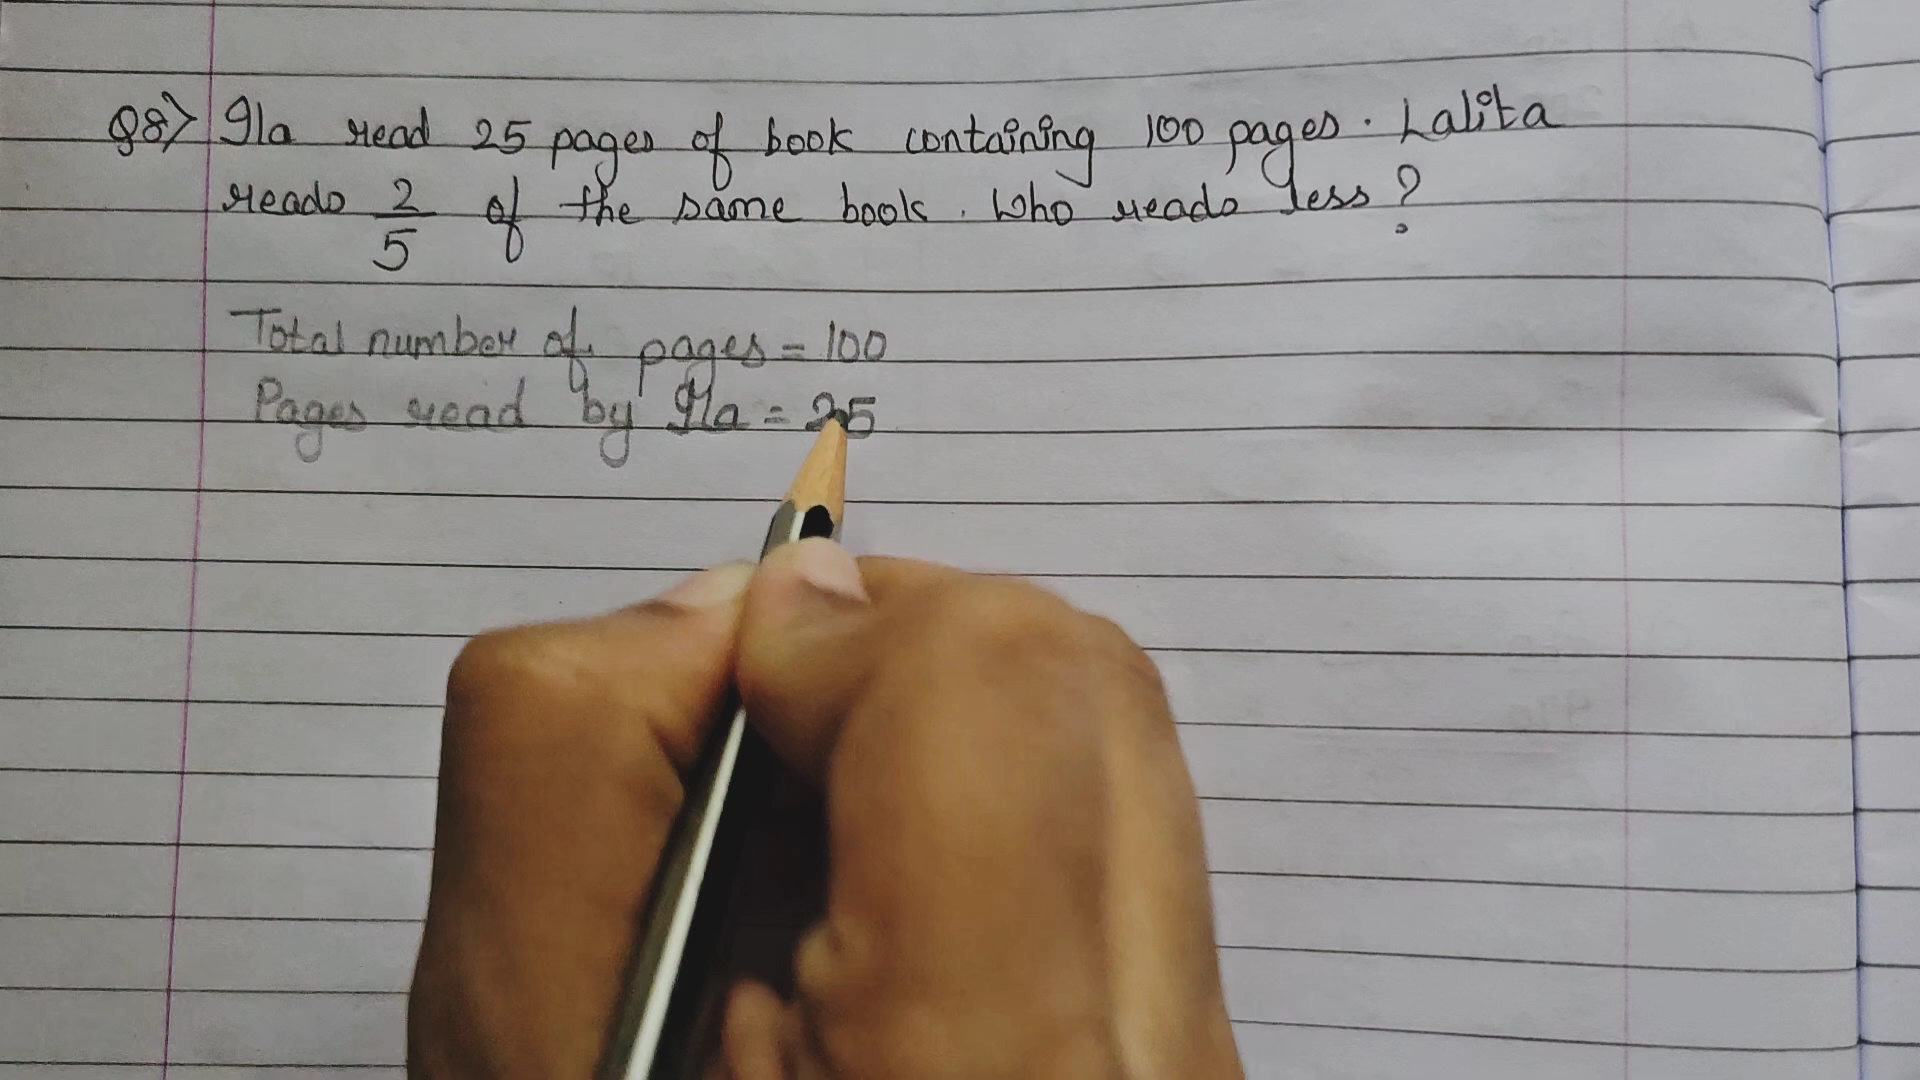 Q8> Ila read 25 pages of book containing 100 pages. Lalita
reads 2/5 of the same book. Who reads less?
Total number of pages = 100
Pages read by Ila = 25